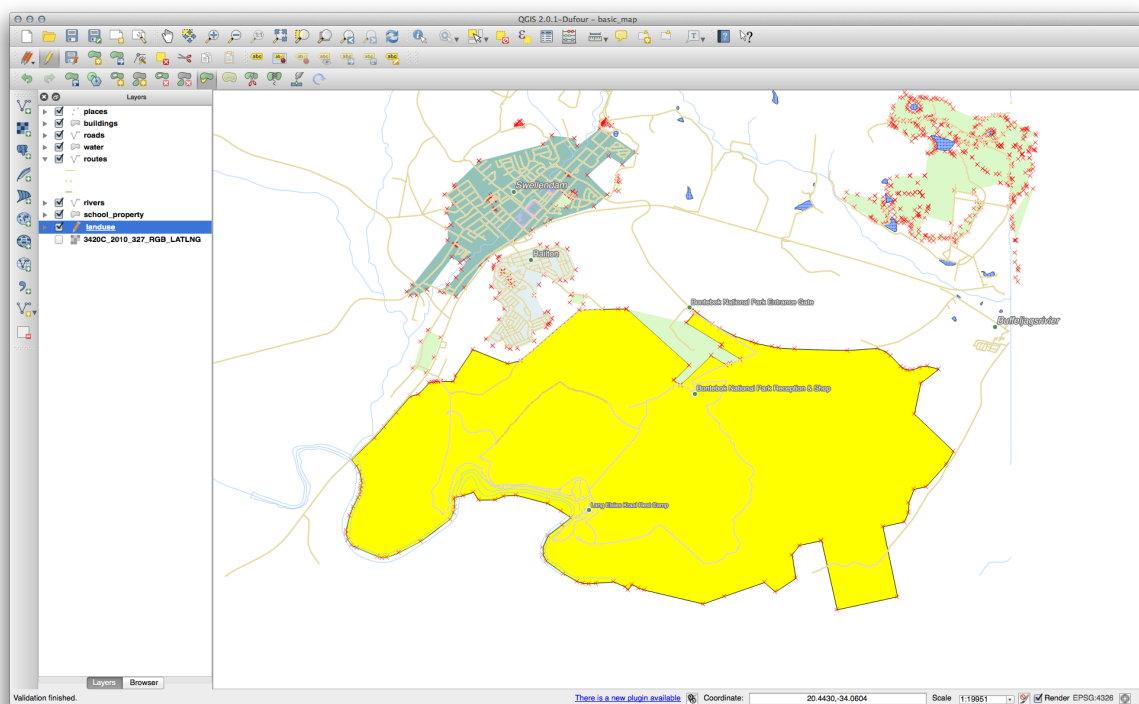 QGIS 2.0.1-Dufour – basic_map
Layers
places
buildings
roads
water
routes
rivers
school_property
landuse
3420C_2010_327_RGB_LATLNG
Swellendam
Railton
Bontebok National Park Entrance Gate
Buffeljagsrivier
Bontebok National Park Reception & Shop
Lang Elsies Kraal Rest Camp
Layers
Browser
Validation finished.
There is a new plugin available
Coordinate:
20.4430,-34.0604
Scale
1:19951
Render
EPSG:4326